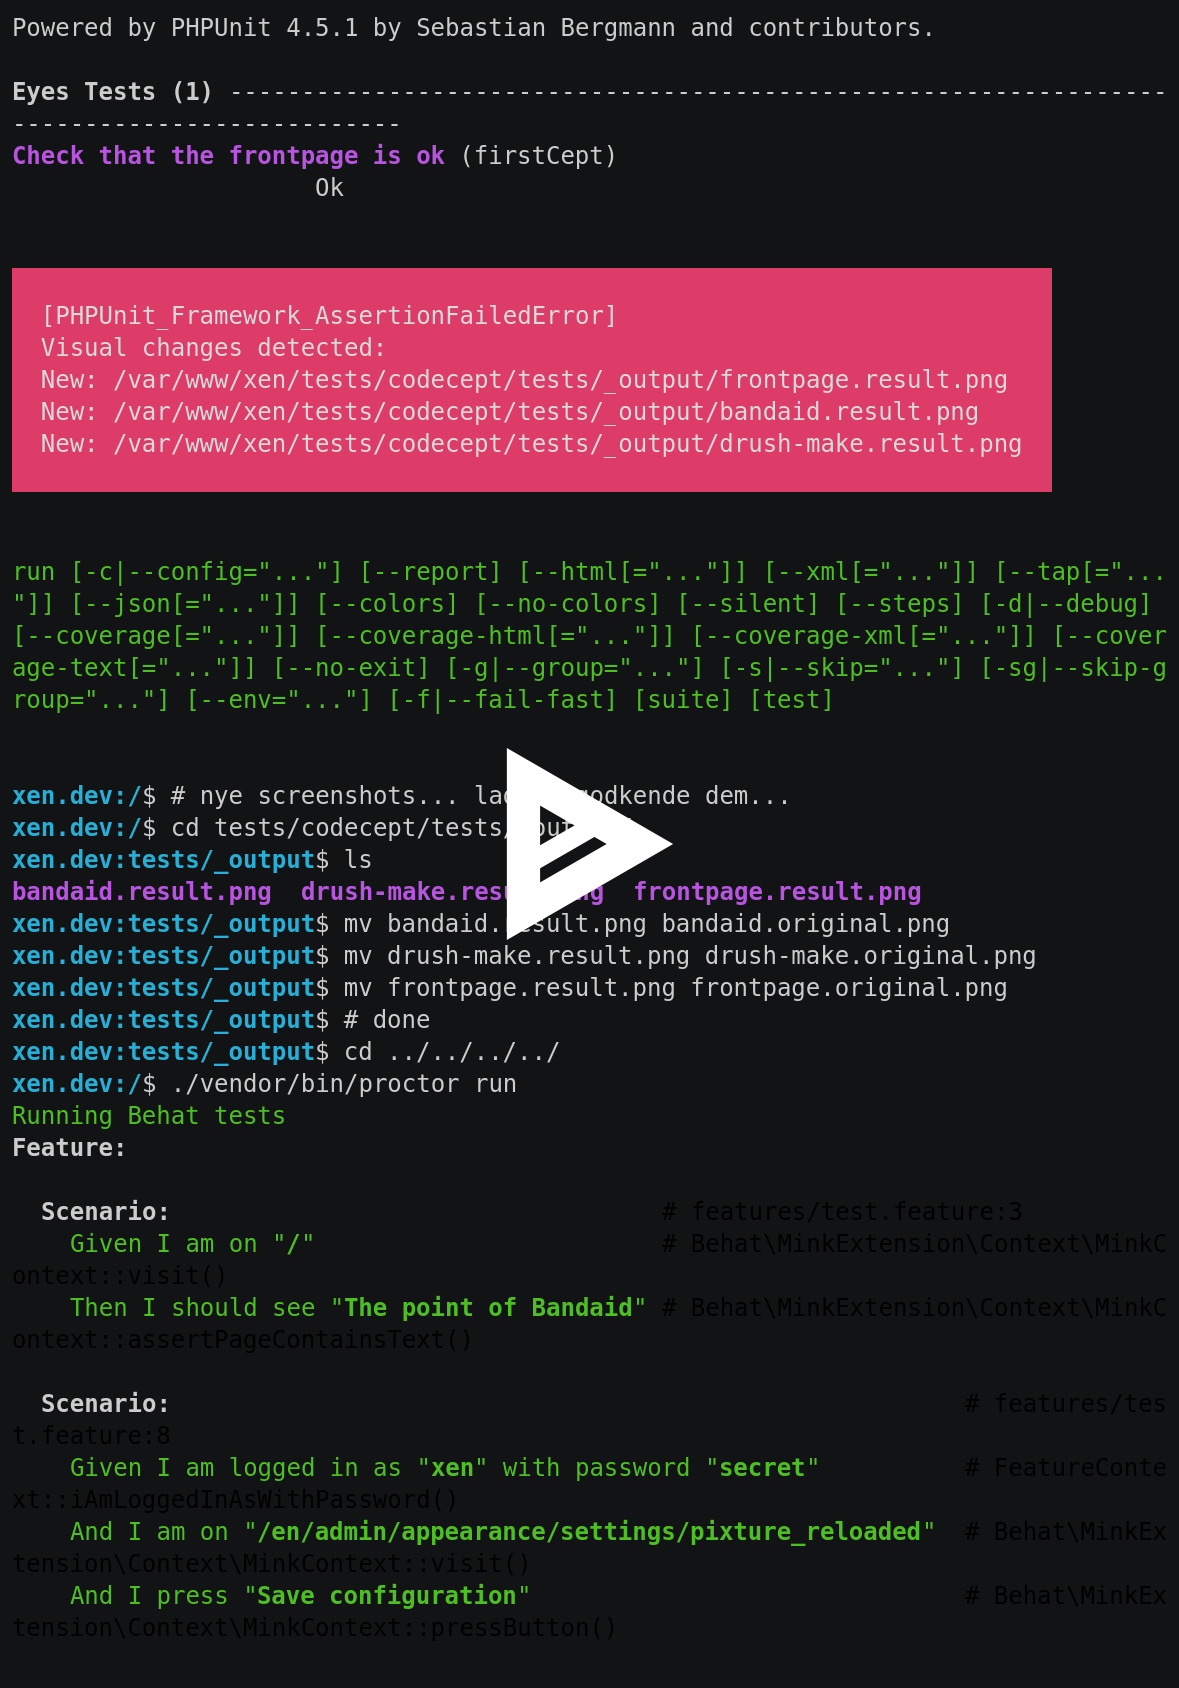 Powered by PHPUnit 4.5.1 by Sebastian Bergmann and contributors.
Eyes Tests (1) -----------------------------------------------------------------
---------------------------
Check that the frontpage is ok (firstCept)
Ok
[PHPUnit_Framework_AssertionFailedError]
Visual changes detected:
New: /var/www/xen/tests/codecept/tests/_output/frontpage.result.png
New: /var/www/xen/tests/codecept/tests/_output/bandaid.result.png
New: /var/www/xen/tests/codecept/tests/_output/drush-make.result.png
run [-c|--config="..."] [--report] [--html[="..."]] [--xml[="..."]] [--tap[="...
"]] [--json[="..."]] [--colors] [--no-colors] [--silent] [--steps] [-d|--debug]
[--coverage[="..."]] [--coverage-html[="..."]] [--coverage-xml[="..."]] [--cover
age-text[="..."]] [--no-exit] [-g|--group="..."] [-s|--skip="..."] [-sg|--skip-g
roup="..."] [--env="..."] [-f|--fail-fast] [suite] [test]
xen.dev:/$ # nye screenshots... godkende dem...
xen.dev:/$ cd tests/codecept/tests/
xen.dev:tests/_output$ ls
bandaid.result.png drush-make.result.png frontpage.result.png
xen.dev:tests/_output$ mv bandaid.result.png bandaid.original.png
xen.dev:tests/_output$ mv drush-make.result.png drush-make.original.png
xen.dev:tests/_output$ mv frontpage.result.png frontpage.original.png
xen.dev:tests/_output$ # done
xen.dev:tests/_output$ cd ../../../../
xen.dev:/$ ./vendor/bin/proctor run
Running Behat tests
Feature:
Scenario: # features/test.feature:3
Given I am on "/" # Behat\MinkExtension\Context\MinkC
ontext::visit()
Then I should see "The point of Bandaid" # Behat\MinkExtension\Context\MinkC
ontext::assertPageContainsText()
Scenario: # features/tes
t.feature:8
Given I am logged in as "xen" with password "secret" # FeatureConte
xt::iAmLoggedInAsWithPassword()
And I am on "/en/admin/appearance/settings/pixture_reloaded" # Behat\MinkEx
tension\Context\MinkContext::visit()
And I press "Save configuration" # Behat\MinkEx
tension\Context\MinkContext::pressButton()